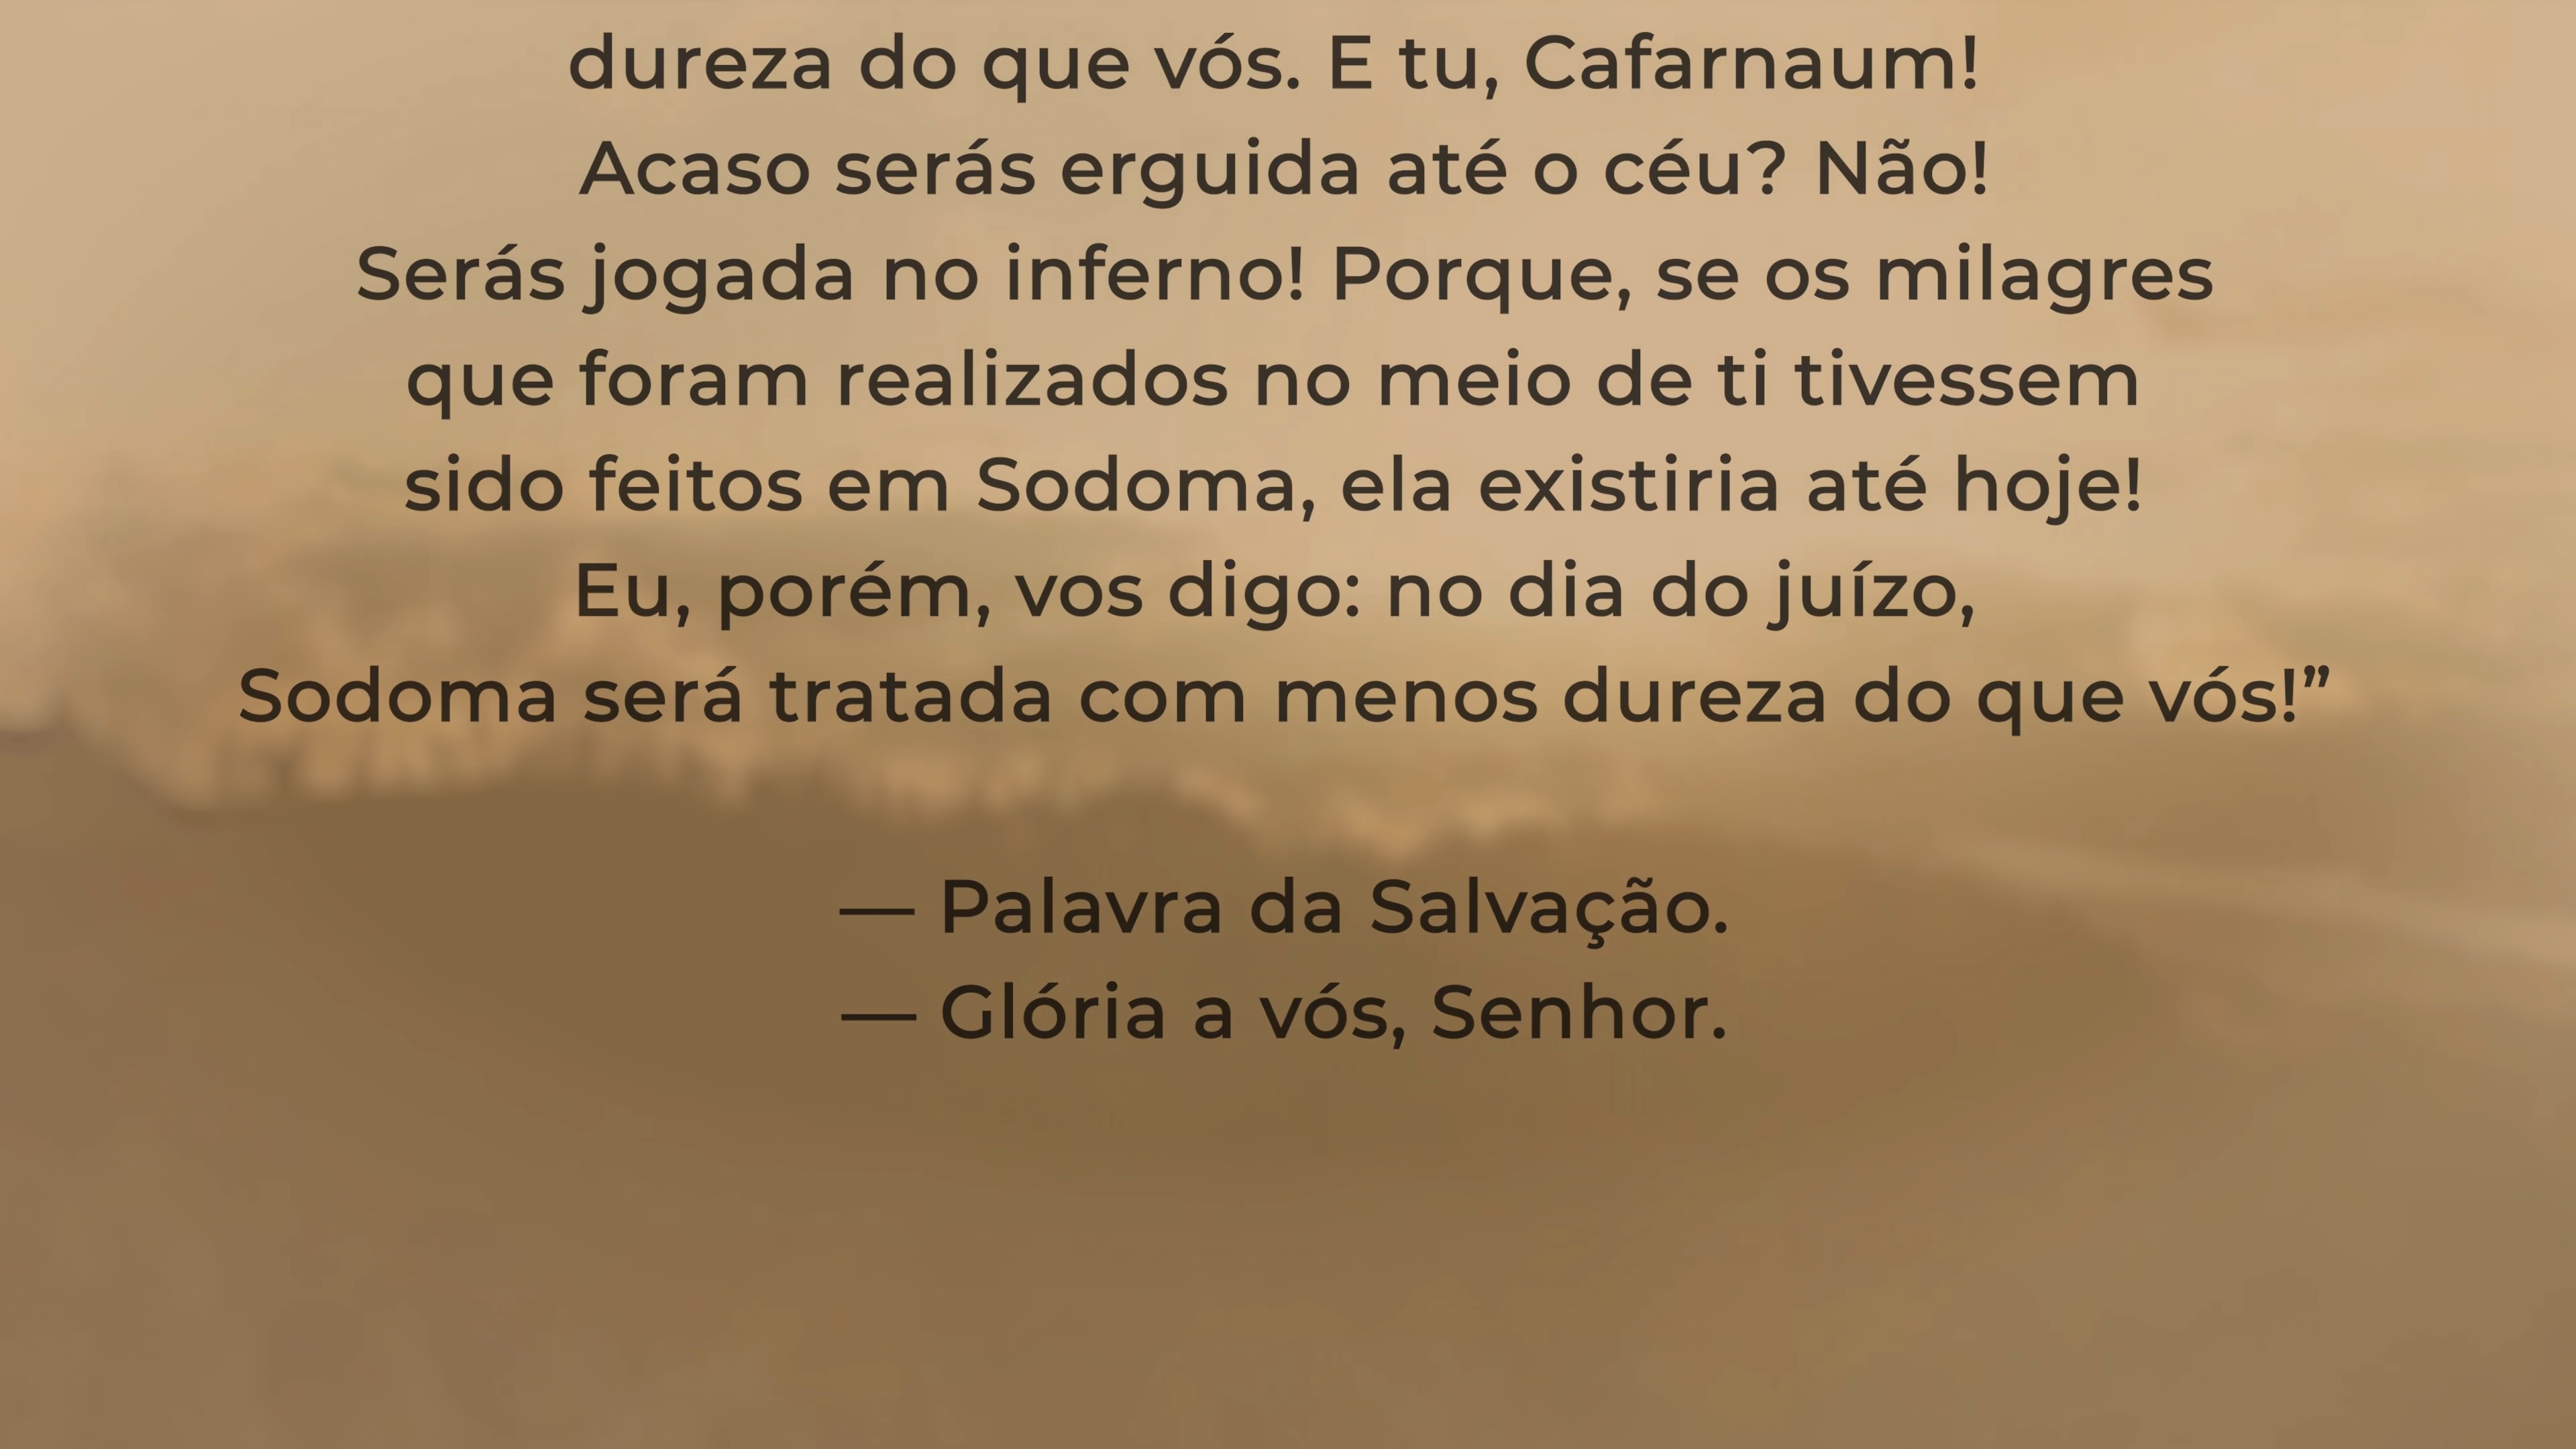 dureza do que vós. E tu, Cafarnaum!
Acaso serás erguida até o céu? Não!
Serás jogada no inferno! Porque, se os milagres
que foram realizados no meio de ti tivessem
sido feitos em Sodoma, ela existiria até hoje!
Eu, porém, vos digo: no dia do juízo,
Sodoma será tratada com menos dureza do que vós!”
— Palavra da Salvação.
— Glória a vós, Senhor.